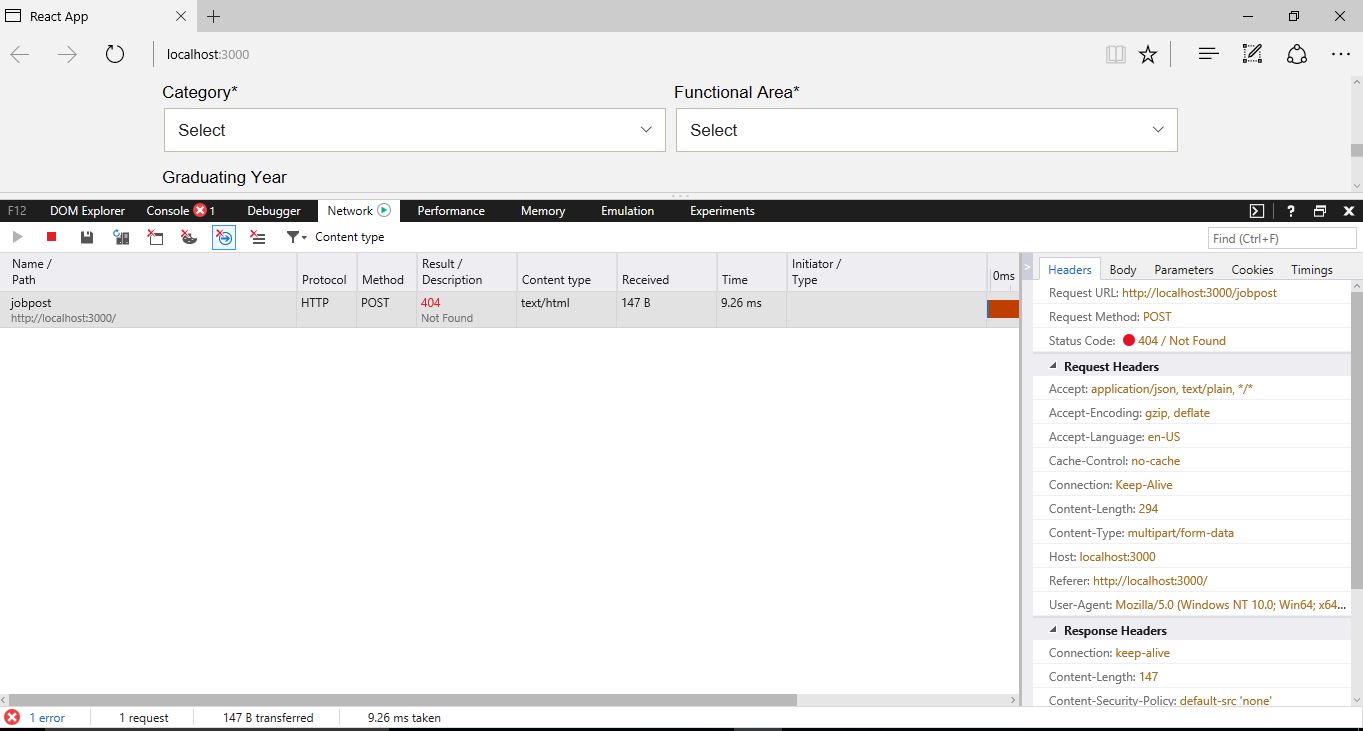 React App
localhost:3000
Category*
Functional Area*
Select
Select
Graduating Year
F12 DOM Explorer Console 1 Debugger Network Performance Memory Emulation Experiments ?
Content type
Find (Ctrl+F)
Name /
Path
Protocol
Method
Result /
Description
Content type
Received
Time
Initiator /
Type
0ms
jobpost
http://localhost:3000/
HTTP
POST
404
Not Found
text/html
147 B
9.26 ms
Headers Body Parameters Cookies Timings
Request URL: http://localhost:3000/jobpost
Request Method: POST
Status Code: 404 / Not Found
Request Headers
Accept: application/json, text/plain, */*
Accept-Encoding: gzip, deflate
Accept-Language: en-US
Cache-Control: no-cache
Connection: Keep-Alive
Content-Length: 294
Content-Type: multipart/form-data
Host: localhost:3000
Referer: http://localhost:3000/
User-Agent: Mozilla/5.0 (Windows NT 10.0; Win64; x64...
Response Headers
Connection: keep-alive
Content-Length: 147
Content-Security-Policy: default-src 'none'
1 error 1 request 147 B transferred 9.26 ms taken